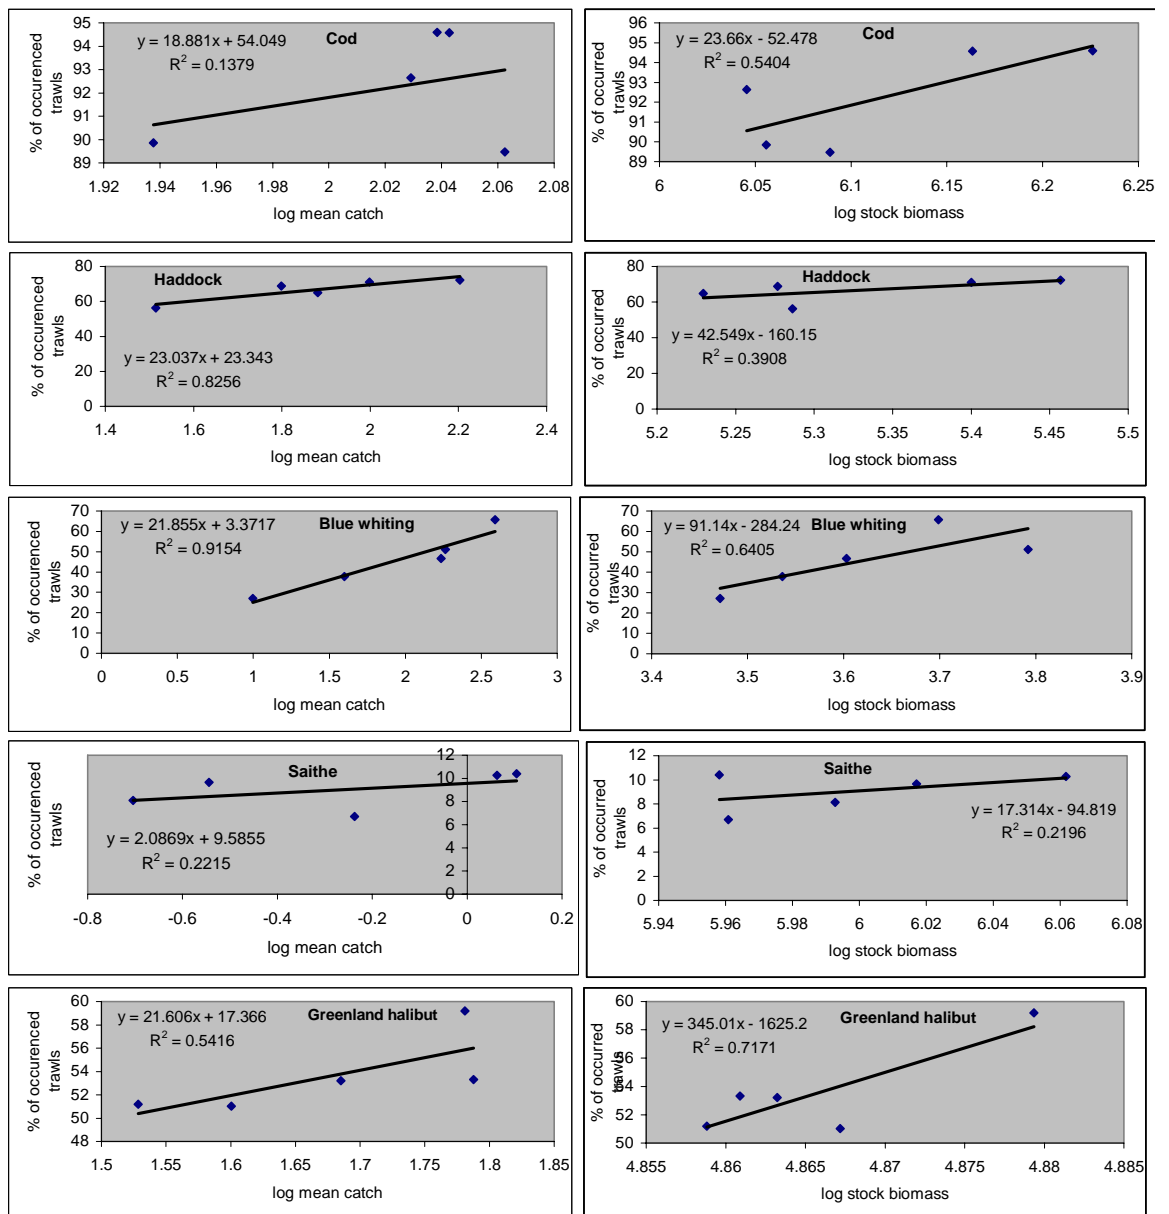 Cod
y = 18.881x + 54.049
R2 = 0.1379
% of occurenced
trawls
95
94
93
92
91
90
89
1.92 1.94 1.96 1.98 2 2.02 2.04 2.06 2.08
log mean catch
Cod
y = 23.66x - 52.478
R2 = 0.5404
% of occurred
trawls
96
95
94
93
92
91
90
89
6 6.05 6.1 6.15 6.2 6.25
log stock biomass
Haddock
y = 23.037x + 23.343
R2 = 0.8256
% of occurenced
trawls
80
60
40
20
0
1.4 1.6 1.8 2 2.2 2.4
log mean catch
Haddock
y = 42.549x - 160.15
R2 = 0.3908
% of occurred
trawls
80
60
40
20
0
5.2 5.25 5.3 5.35 5.4 5.45 5.5
log stock biomass
Blue whiting
y = 21.855x + 3.3717
R2 = 0.9154
% of occurenced
trawls
70
60
50
40
30
20
10
0
0 0.5 1 1.5 2 2.5 3
log mean catch
Blue whiting
y = 91.14x - 284.24
R2 = 0.6405
% of occurred
trawls
70
60
50
40
30
20
10
0
3.4 3.5 3.6 3.7 3.8 3.9
log stock biomass
Saithe
y = 2.0869x + 9.5855
R2 = 0.2215
% of occurenced
trawls
12
10
8
6
4
2
0
-0.8 -0.6 -0.4 -0.2 0 0.2
log mean catch
Saithe
y = 17.314x - 94.819
R2 = 0.2196
% of occurred
trawls
12
10
8
6
4
2
0
5.94 5.96 5.98 6 6.02 6.04 6.06 6.08
log stock biomass
Greenland halibut
y = 21.606x + 17.366
R2 = 0.5416
% of occurenced
trawls
60
58
56
54
52
50
48
1.5 1.55 1.6 1.65 1.7 1.75 1.8 1.85
log mean catch
Greenland halibut
y = 345.01x - 1625.2
R2 = 0.7171
% of occurred
trawls
60
58
56
54
52
50
4.855 4.86 4.865 4.87 4.875 4.88 4.885
log stock biomass